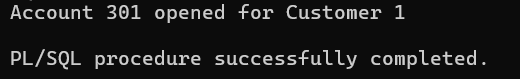 Account 301 opened for Customer 1
PL/SQL procedure successfully completed.